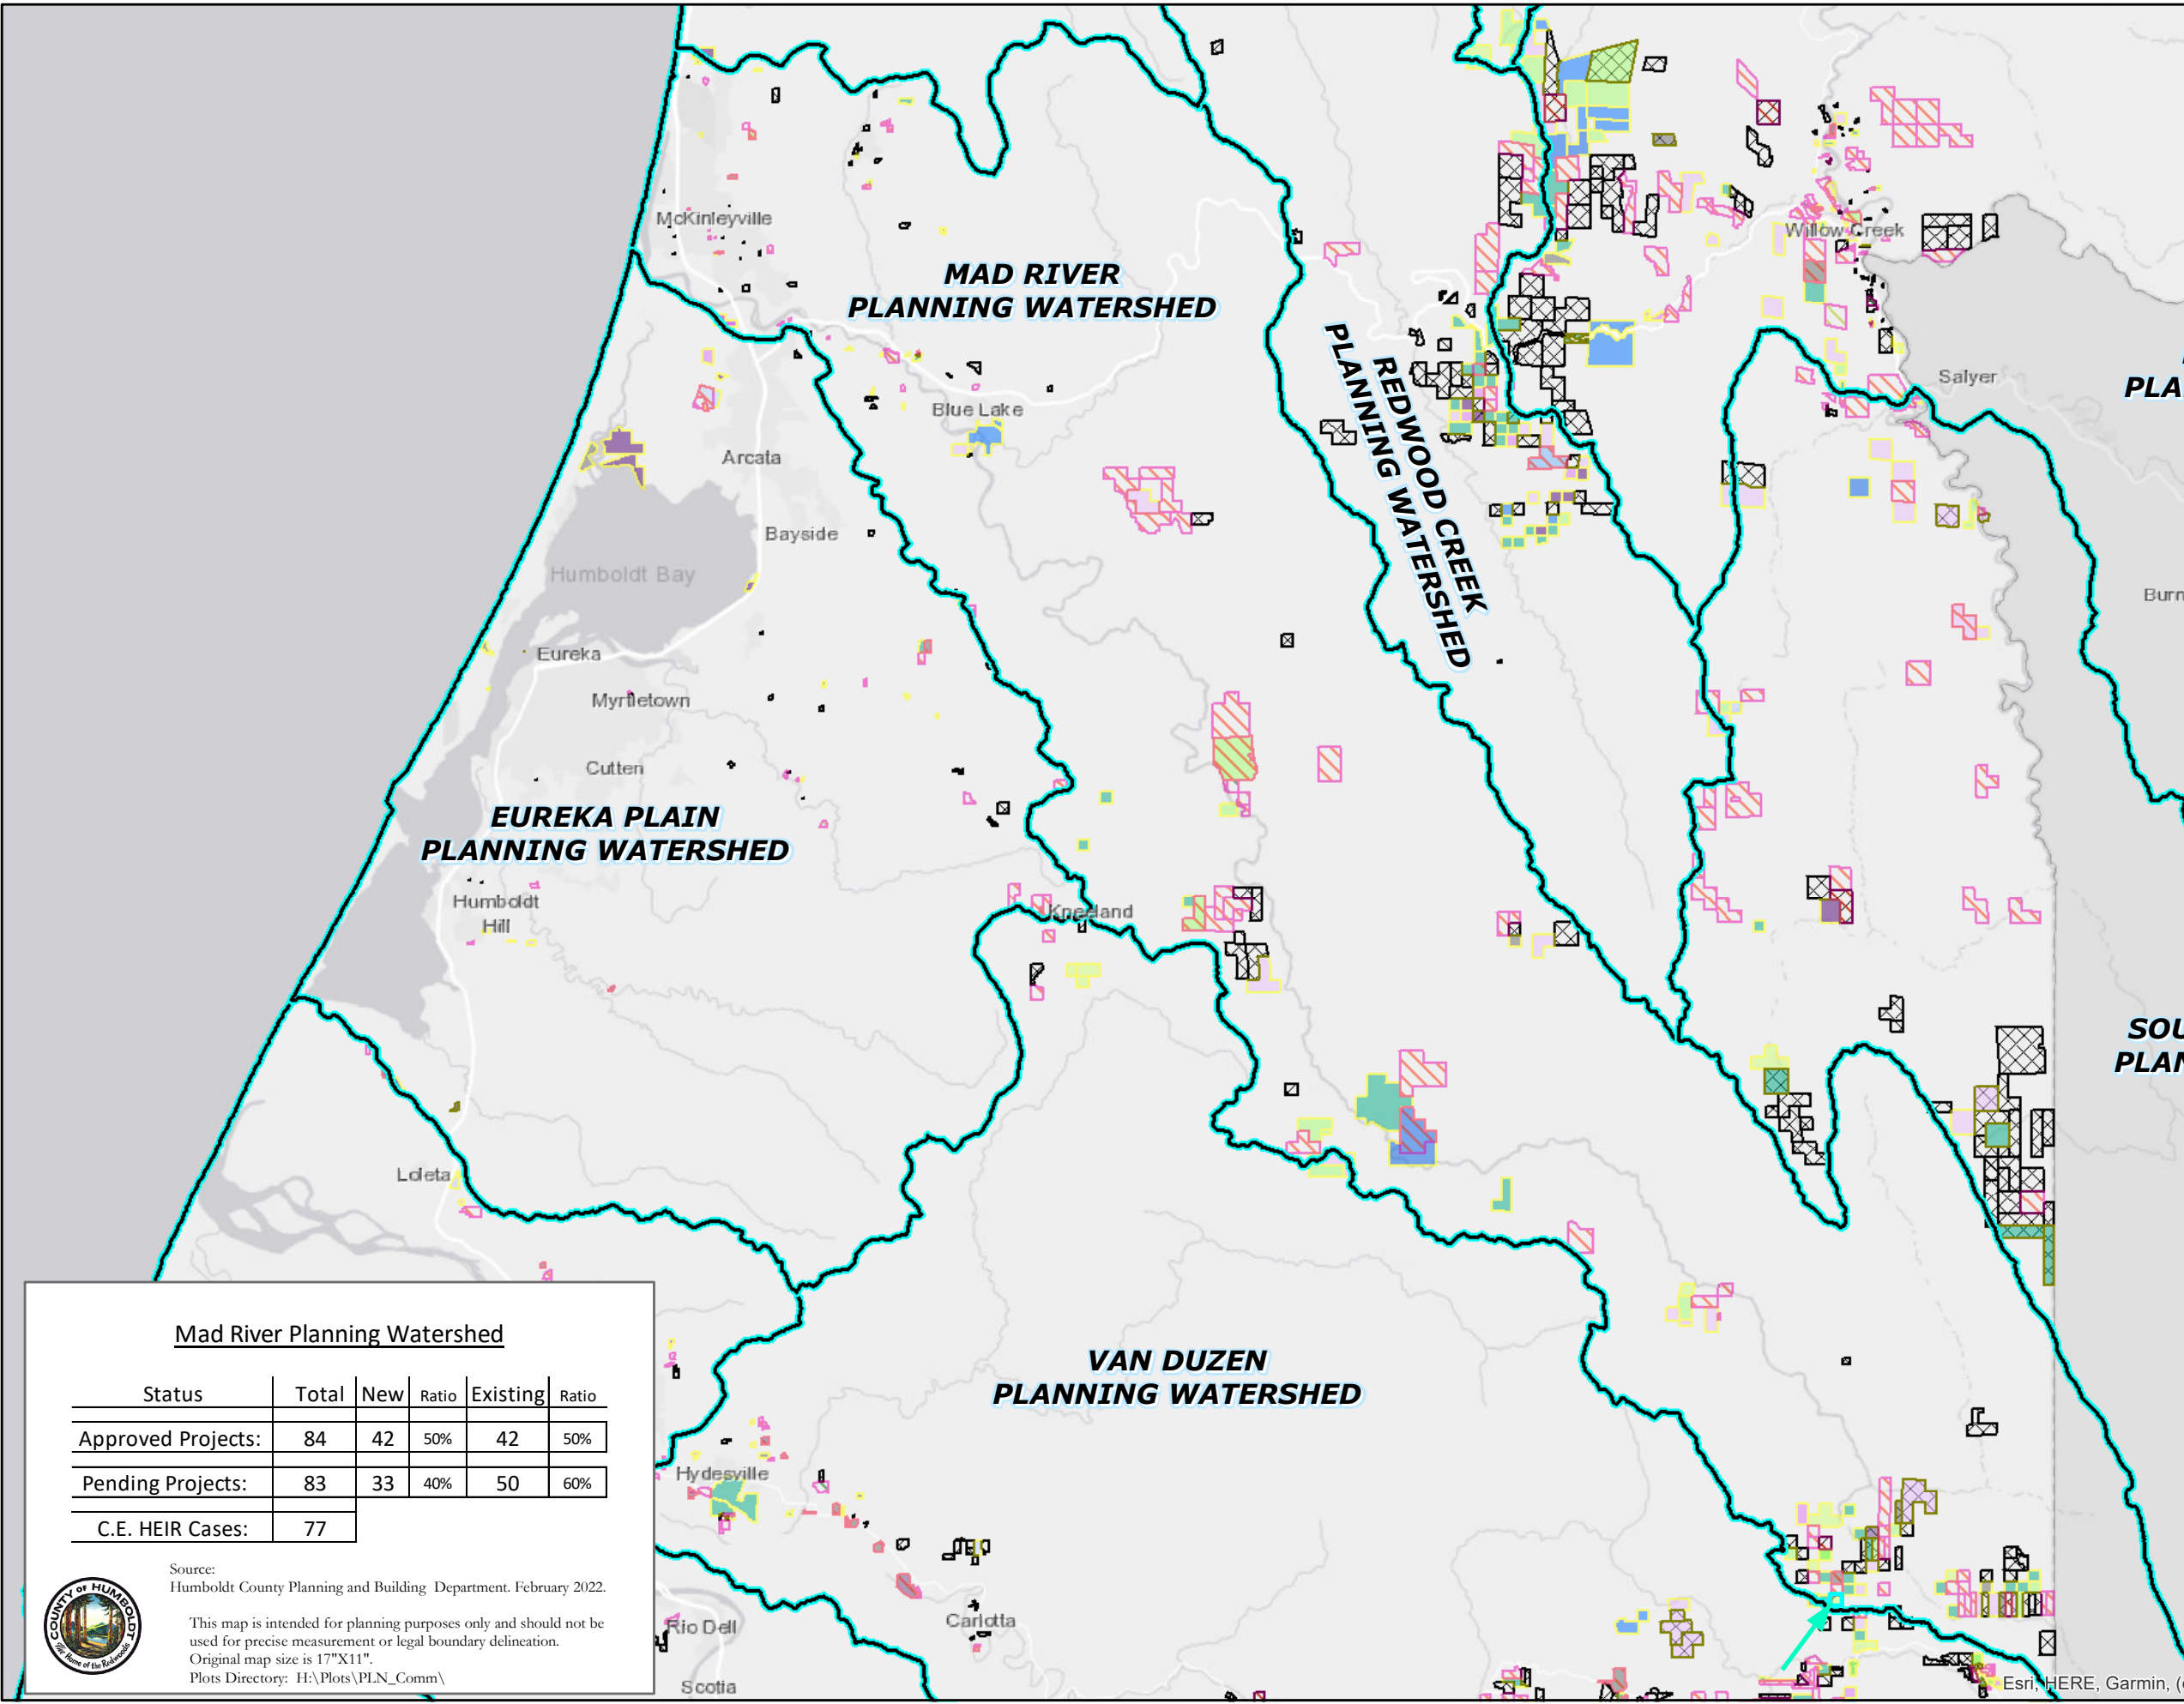 McKinleyville
MAD RIVER
PLANNING WATERSHED
Willow Creek
REDWOOD CREEK
PLANNING WATERSHED
Salyer
PLA
Blue Lake
Arcata
Bayside
Humboldt Bay
Burn
Eureka
Myrtletown
Cutten
EUREKA PLAIN
PLANNING WATERSHED
Humboldt
Hill
Kneeland
SOU
PLAN
Loleta
VAN DUZEN
PLANNING WATERSHED
Hydesville
Carlotta
Rio Dell
Scotia
Mad River Planning Watershed
Status Total New Ratio Existing Ratio
Approved Projects: 84 42 50% 42 50%
Pending Projects: 83 33 40% 50 60%
C.E. HEIR Cases: 77
Source:
Humboldt County Planning and Building Department. February 2022.
This map is intended for planning purposes only and should not be
used for precise measurement or legal boundary delineation.
Original map size is 17"X11".
Plots Directory: H:\Plots\PLN_Comm\
COUNTY OF HUMBOLDT
The Home of the Redwoods
Esri, HERE, Garmin,